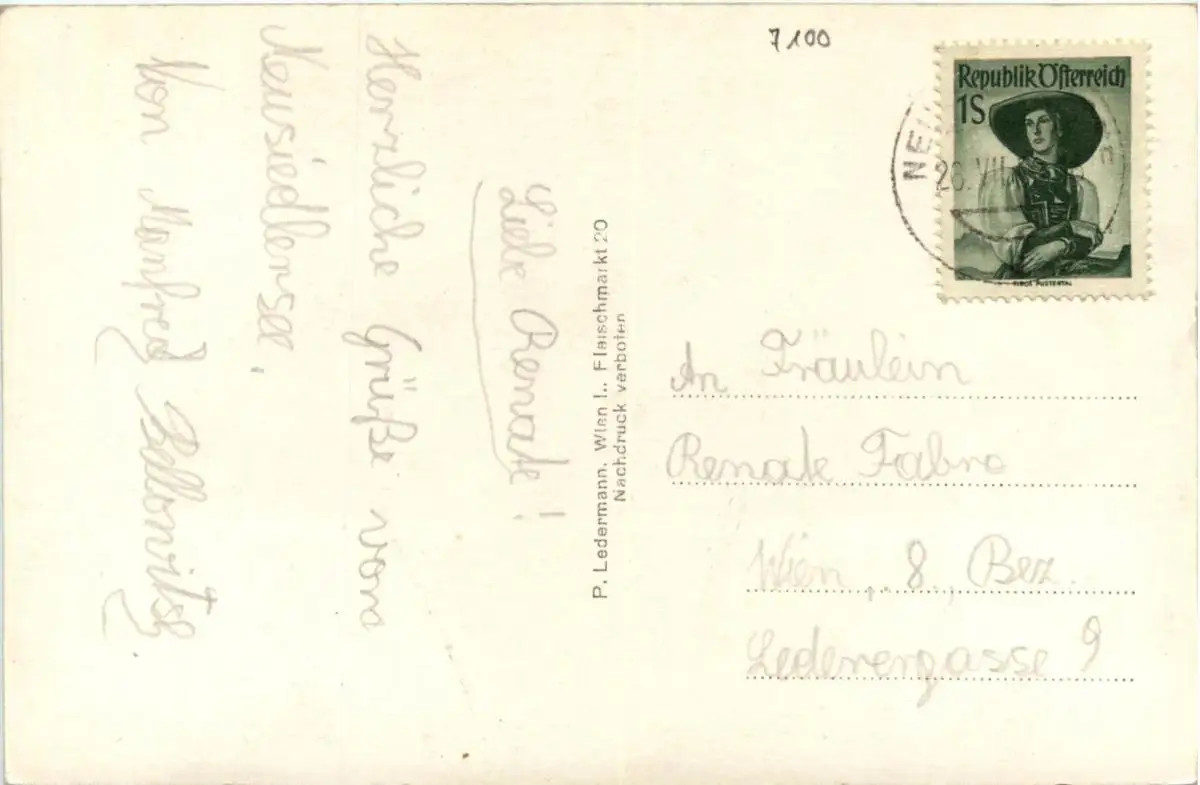 7100
Republik Österreich
1S
TIROL PUSTERTAL
26.VII.
Liebe Renate!
Herzliche Grüße vom
Neusiedlersee.
Von Manfred
P. Ledermann, Wien I., Fleischmarkt 20
Nachdruck verboten
An Fräulein
Renate Fabro
Wien, 8, Bez.
Lederergasse 9